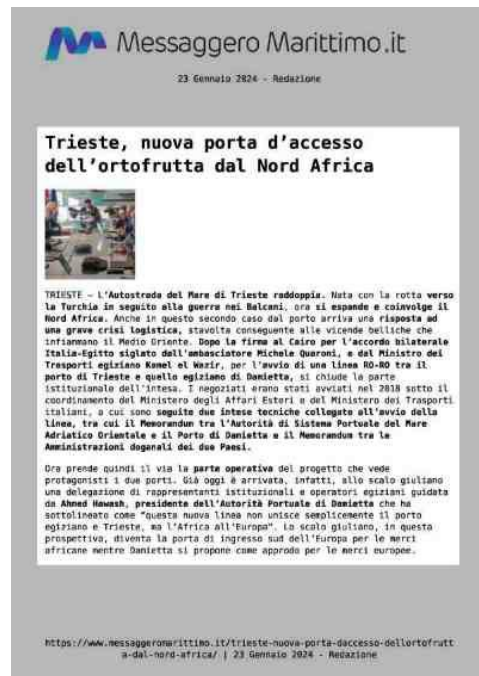 Messaggero Marittimo.it
23 Gennaio 2024 - Redazione
Trieste, nuova porta d'accesso
dell'ortofrutta dal Nord Africa
TRIESTE – L'Autostrada del Mare di Trieste raddoppia. Nata con la rotta verso
la Turchia in seguito alla guerra nei Balcani, ora si espande e coinvolge il
Nord Africa. Anche in questo secondo caso dal porto arriva una risposta ad
una grave crisi logistica, stavolta conseguente alle vicende belliche che
infiammano il Medio Oriente. Dopo la firma al Cairo per l'accordo bilaterale
Italia-Egitto siglato dall'ambasciatore Michele Quaroni, e dal Ministro dei
Trasporti egiziano Kamel el Wazir, per l'avvio di una linea RO-RO tra il
porto di Trieste e quello egiziano di Damietta, si chiude la parte
istituzionale dell'intesa. I negoziati erano stati avviati nel 2018 sotto il
coordinamento del Ministero degli Affari Esteri e del Ministero dei Trasporti
italiani, a cui sono seguite due intese tecniche collegate all'avvio della
linea, tra cui il Memorandum tra l'Autorità di Sistema Portuale del Mare
Adriatico Orientale e il Porto di Damietta e il Memorandum tra le
Amministrazioni doganali dei due Paesi.
Ora prende quindi il via la parte operativa del progetto che vede
protagonisti i due porti. Già oggi è arrivata, infatti, allo scalo giuliano
una delegazione di rappresentanti istituzionali e operatori egiziani guidata
da Ahmed Hawash, presidente dell'Autorità Portuale di Damietta che ha
sottolineato come "questa nuova linea non unisce semplicemente il porto
egiziano e Trieste, ma l'Africa all'Europa". Lo scalo giuliano, in questa
prospettiva, diventa la porta di ingresso sud dell'Europa per le merci
africane mentre Damietta si propone come approdo per le merci europee.
https://www.messaggeromarittimo.it/trieste-nuova-porta-daccesso-dellortofrutt
a-dal-nord-africa/ | 23 Gennaio 2024 - Redazione